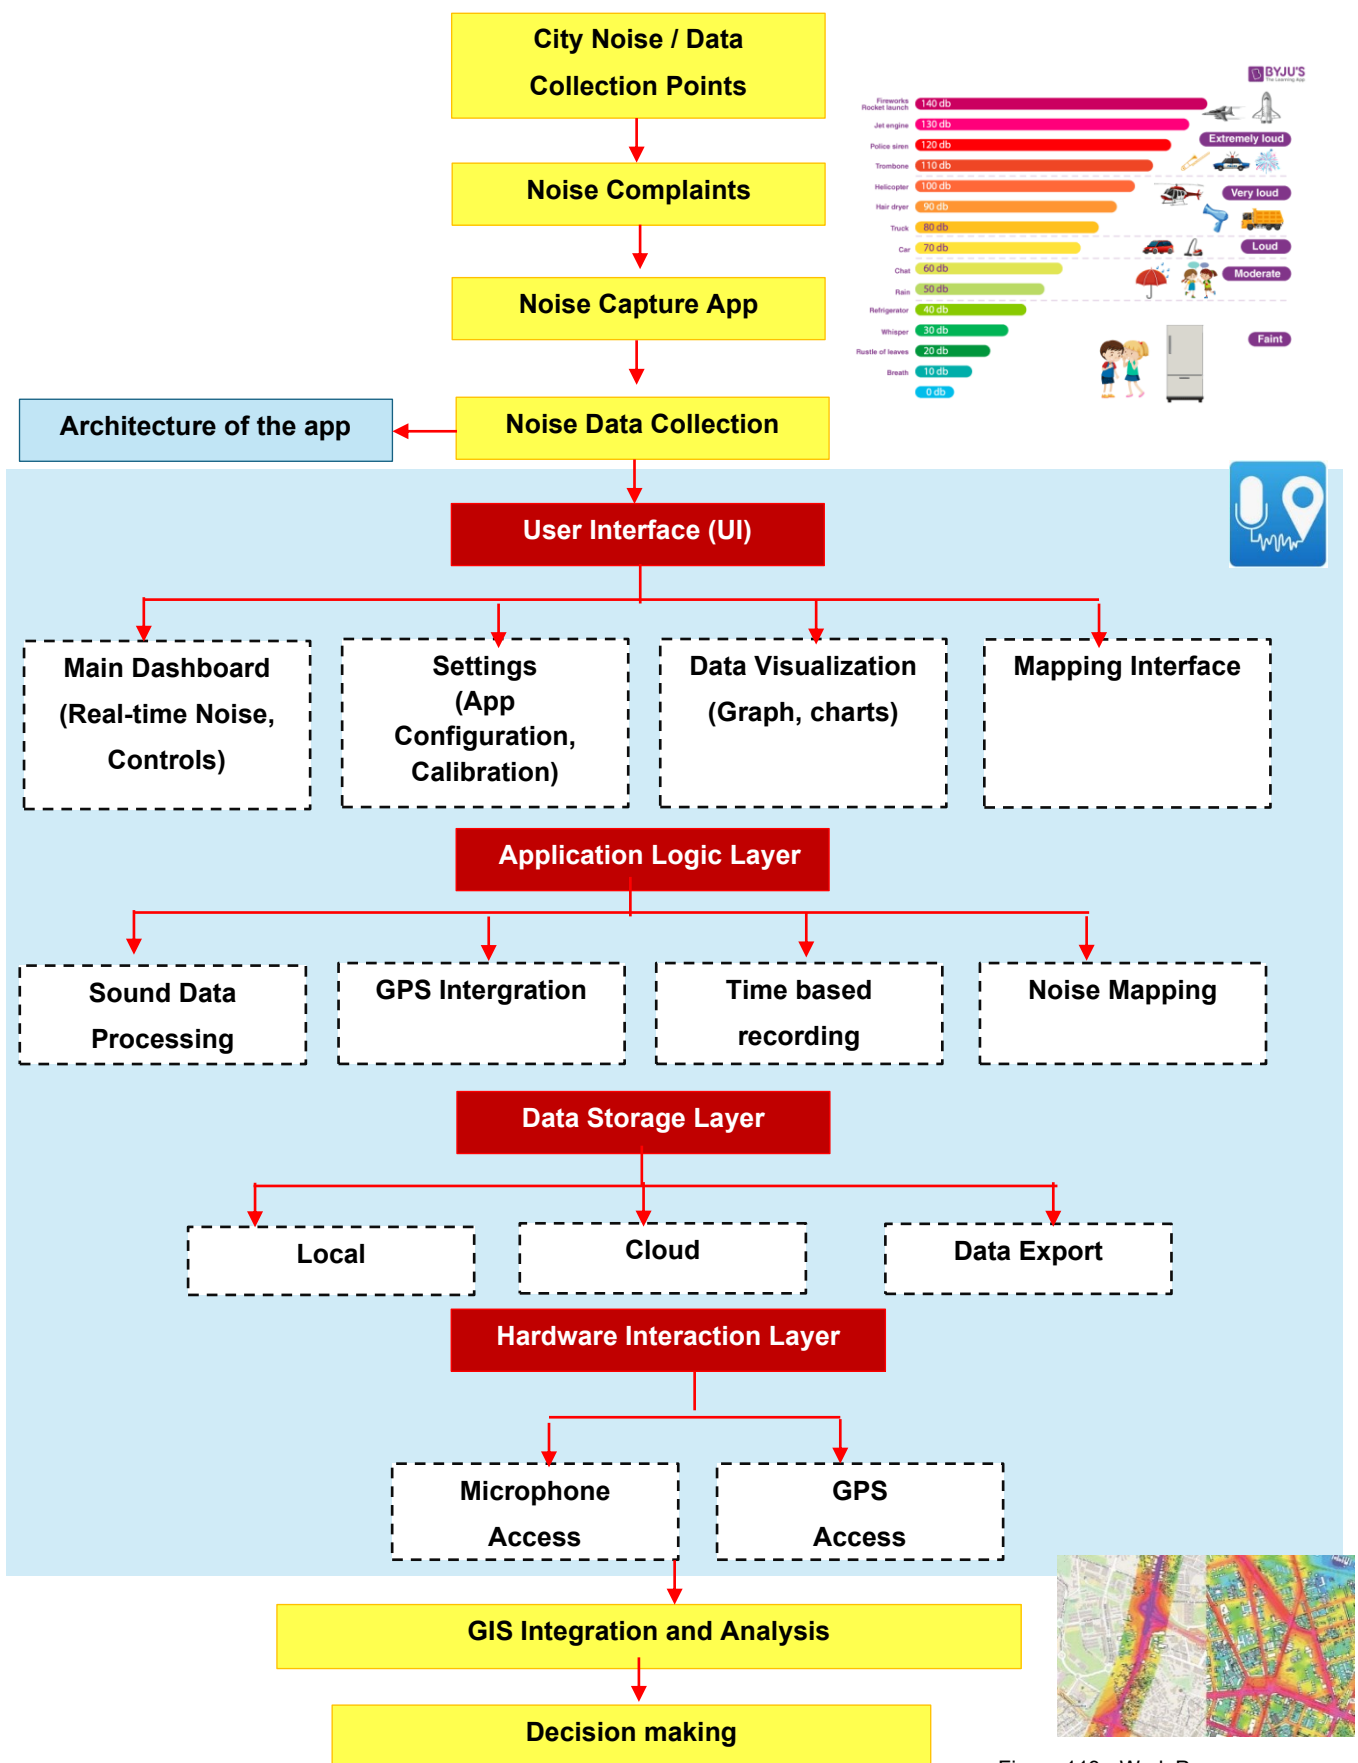 City Noise / Data
Collection Points
BYJU'S
The Learning App
Fireworks
Rocket launch
140 db
Jet engine
130 db
Police siren
120 db
Extremely loud
Trombone
110 db
Helicopter
100 db
Very loud
Hair dryer
90 db
Truck
80 db
Car
70 db
Loud
Chat
60 db
Moderate
Rain
50 db
Refrigerator
40 db
Whisper
30 db
Faint
Rustle of leaves
20 db
Breath
10 db
0 db
Noise Complaints
Noise Capture App
Noise Data Collection
Architecture of the app
User Interface (UI)
Main Dashboard
(Real-time Noise,
Controls)
Settings
(App
Configuration,
Calibration)
Data Visualization
(Graph, charts)
Mapping Interface
Application Logic Layer
Sound Data
Processing
GPS Intergration
Time based
recording
Noise Mapping
Data Storage Layer
Local
Cloud
Data Export
Hardware Interaction Layer
Microphone
Access
GPS
Access
GIS Integration and Analysis
Decision making